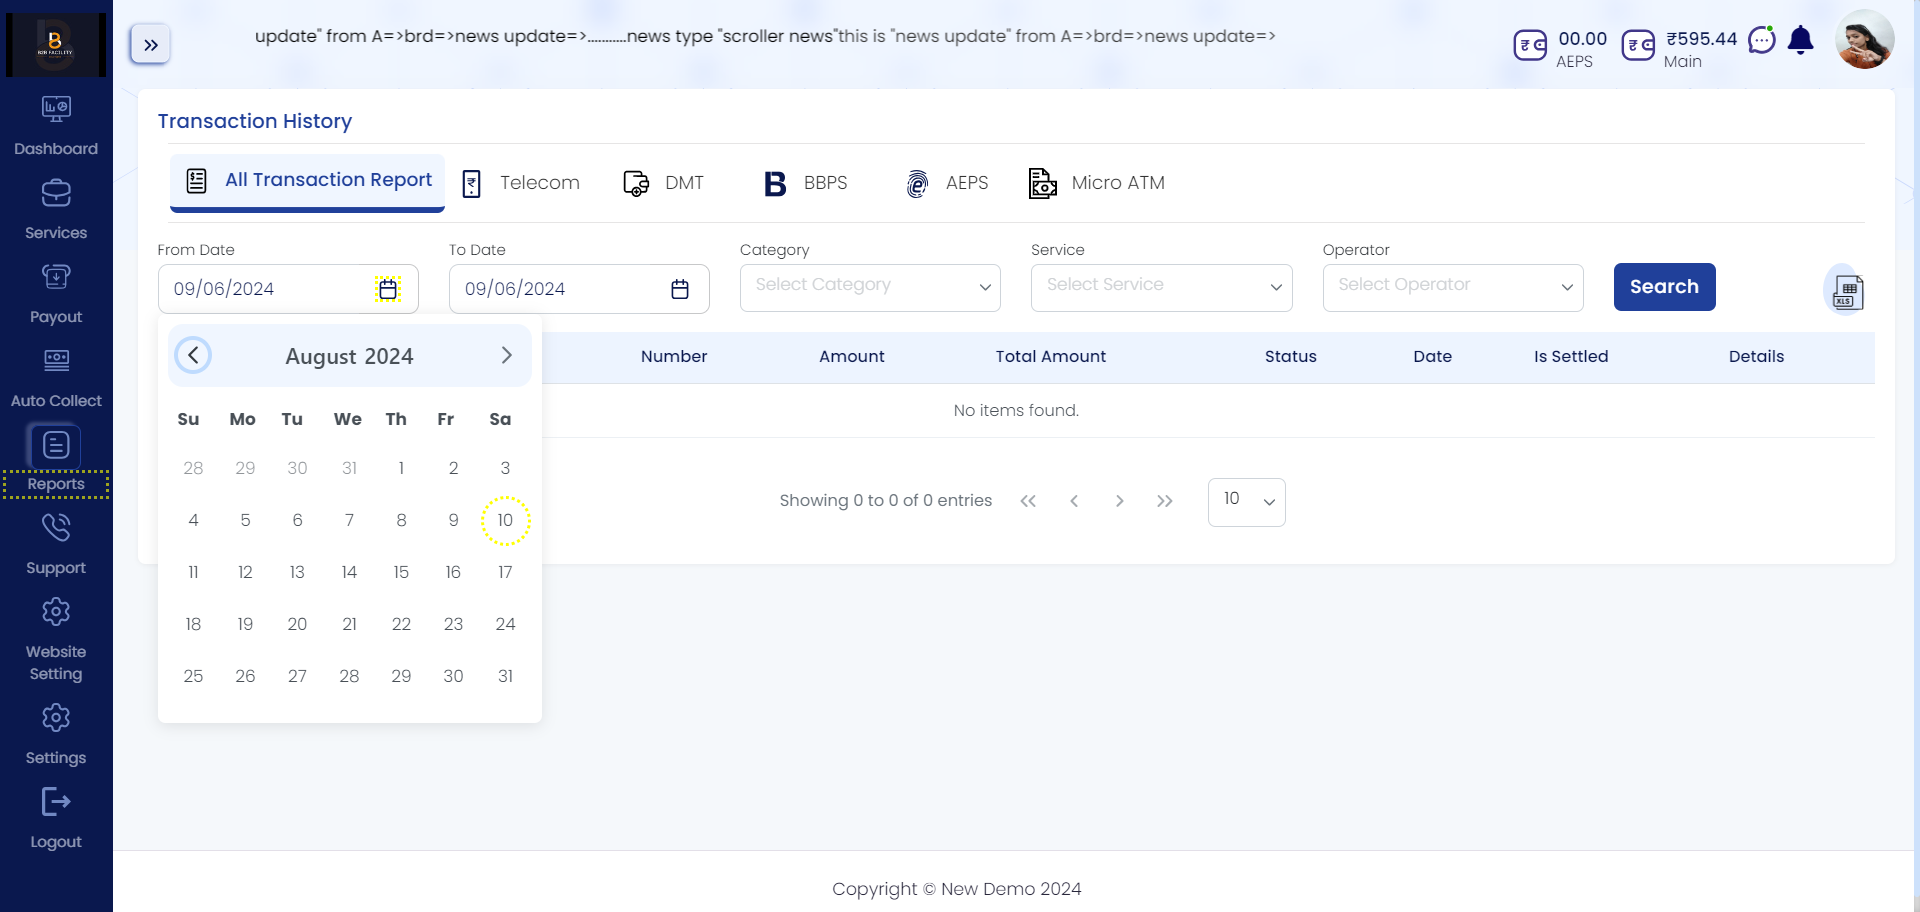 B2B FACILITY
update" from A=>brd=>news update=>...........news type "scroller news"this is "news update" from A=>brd=>news update=>
00.00
AEPS
₹595.44
Main
Dashboard
Services
Payout
Auto Collect
Reports
Support
Website
Setting
Settings
Logout
Transaction History
All Transaction Report Telecom DMT BBPS AEPS Micro ATM
From Date To Date Category Service Operator
09/06/2024 09/06/2024 Select Category Select Service Select Operator Search XLS
August 2024
Su Mo Tu We Th Fr Sa
28 29 30 31 1 2 3
4 5 6 7 8 9 10
11 12 13 14 15 16 17
18 19 20 21 22 23 24
25 26 27 28 29 30 31
Number Amount Total Amount Status Date Is Settled Details
No items found.
Showing 0 to 0 of 0 entries 10
Copyright © New Demo 2024